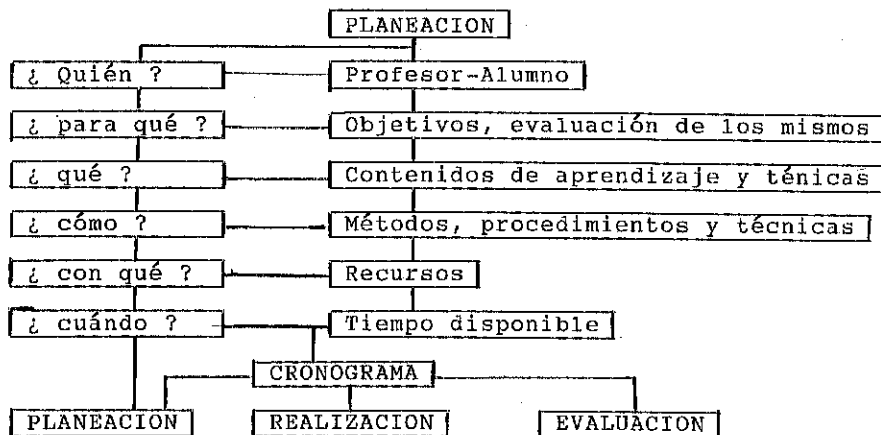 PLANEACION
¿ Quién ? Profesor-Alumno
¿ para qué ? Objetivos, evaluación de los mismos
¿ qué ? Contenidos de aprendizaje y ténicas
¿ cómo ? Métodos, procedimientos y técnicas
¿ con qué ? Recursos
¿ cuándo ? Tiempo disponible
CRONOGRAMA
PLANEACION REALIZACION EVALUACION